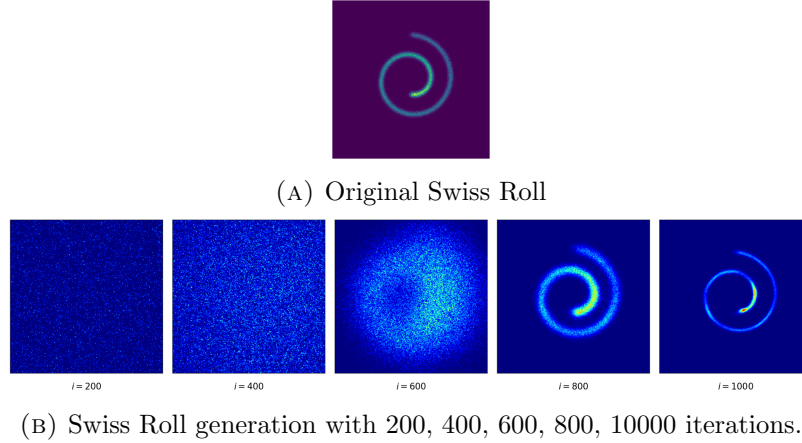 (A) Original Swiss Roll
i = 200
i = 400
i = 600
i = 800
i = 1000
(B) Swiss Roll generation with 200, 400, 600, 800, 10000 iterations.